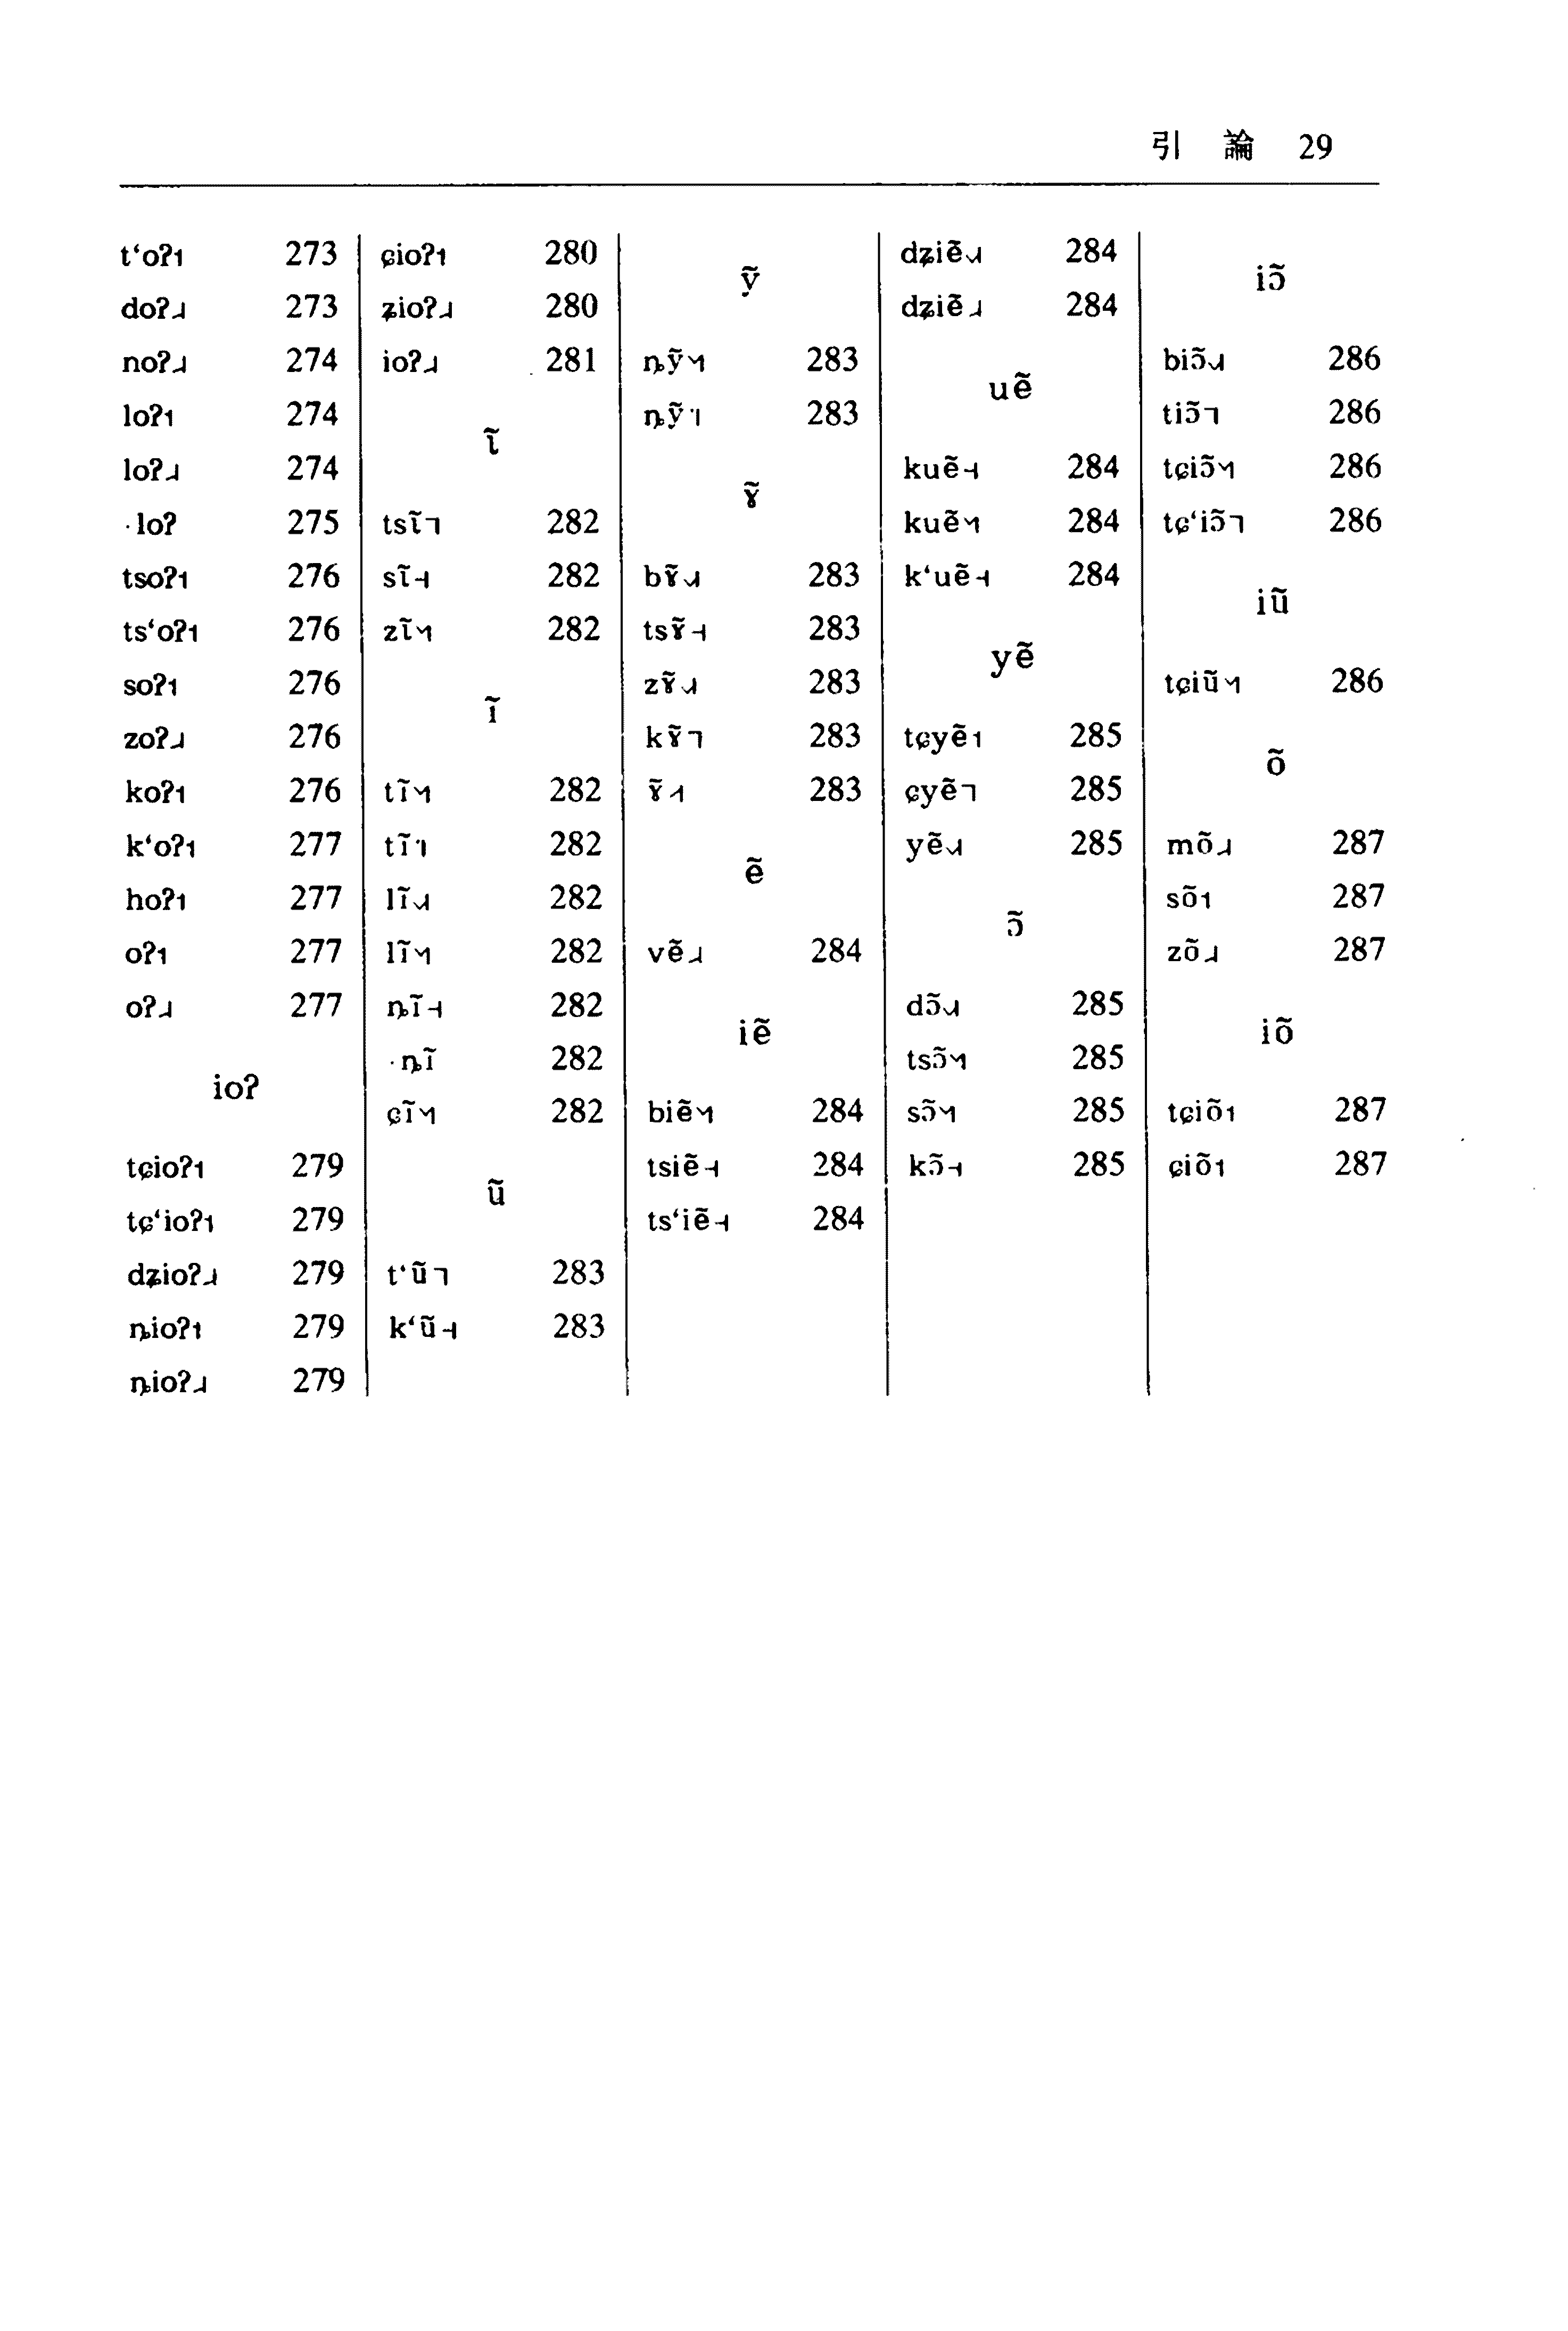 引 論 29
t‘oʔ˦ 273
doʔ˨ 273
noʔ˨ 274
loʔ˦ 274
loʔ˨ 274
·loʔ 275
tsoʔ˦ 276
ts‘oʔ˦ 276
soʔ˦ 276
zoʔ˨ 276
koʔ˦ 276
k‘oʔ˦ 277
hoʔ˦ 277
oʔ˦ 277
oʔ˨ 277
ioʔ
tɕioʔ˦ 279
tɕ‘ioʔ˦ 279
dʑioʔ˨ 279
ȵioʔ˦ 279
ȵioʔ˨ 279
ɕioʔ˦ 280
ʑioʔ˨ 280
ioʔ˨ 281
ɿ̃
tsɿ̃˥ 282
sɿ̃˧ 282
zɿ̃˥˧˥ 282
ĩ
tĩ˥˧˥ 282
tĩ˥˧ 282
lĩ˨˩˧ 282
lĩ˥˧˥ 282
ȵĩ˧ 282
·ȵĩ 282
ɕĩ˥˧˥ 282
ũ
t‘ũ˥ 283
k‘ũ˧ 283
ỹ
ȵỹ˥˧˥ 283
ȵỹ˥˧ 283
ɤ̃
bɤ̃˨˩˧ 283
tsɤ̃˧ 283
zɤ̃˨˩˧ 283
kɤ̃˥ 283
ɤ̃˧˥ 283
ẽ
vẽ˨ 284
iẽ
biẽ˥˧˥ 284
tsiẽ˧ 284
ts‘iẽ˧ 284
dʑiẽ˨˩˧ 284
dʑiẽ˨ 284
uẽ
kuẽ˧ 284
kuẽ˥˧˥ 284
k‘uẽ˧ 284
yẽ
tɕyẽ˦ 285
ɕyẽ˥ 285
yẽ˨˩˧ 285
ɔ̃
dɔ̃˨˩˧ 285
tsɔ̃˥˧˥ 285
sɔ̃˥˧˥ 285
kɔ̃˧ 285
iɔ̃
biɔ̃˨˩˧ 286
tiɔ̃˥ 286
tɕiɔ̃˥˧˥ 286
tɕ‘iɔ̃˥ 286
iũ
tɕiũ˥˧˥ 286
õ
mõ˨ 287
sõ˦ 287
zõ˨ 287
iõ
tɕiõ˦ 287
ɕiõ˦ 287